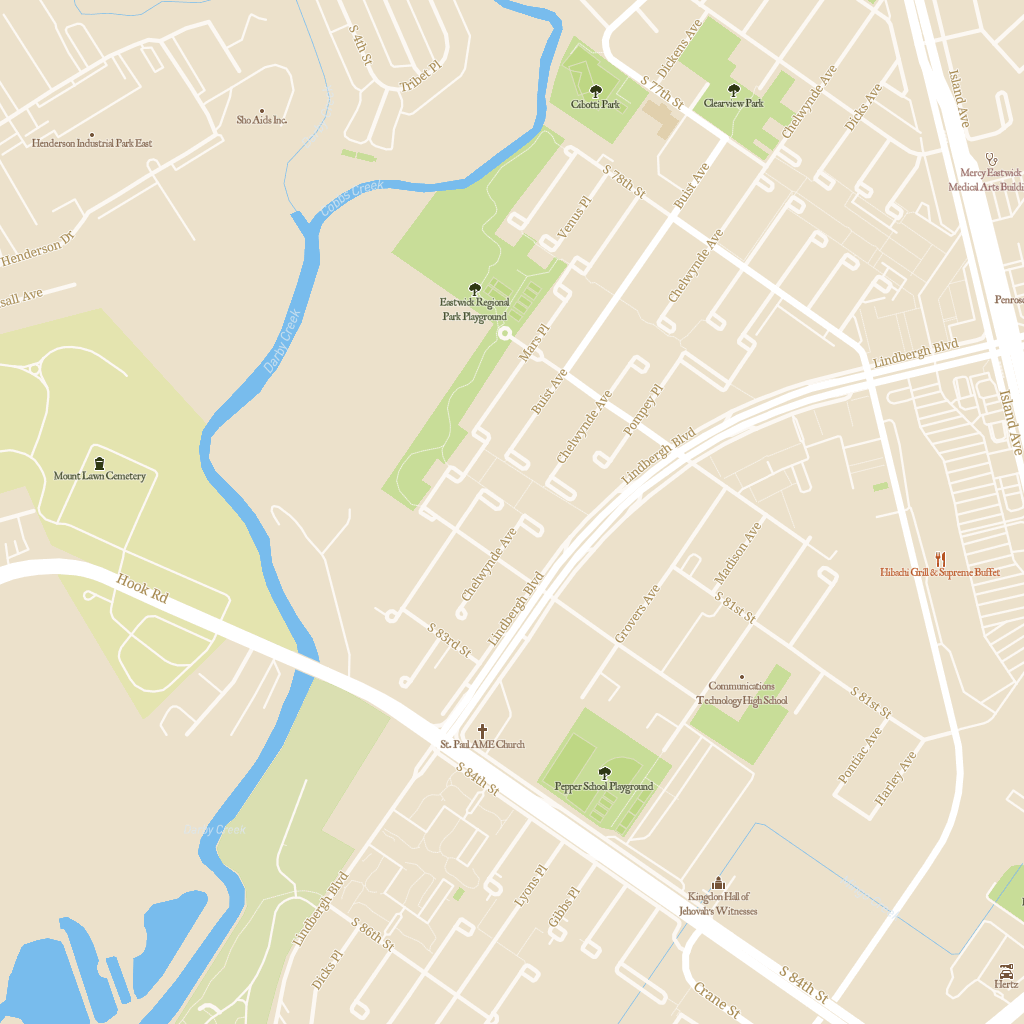 S 4th St
Tribet Pl
Dickens Ave
S 77th St
Cibotti Park
Clearview Park
Chelwynde Ave
Dicks Ave
Island Ave
Sho Aids Inc.
Henderson Industrial Park East
Mercy Eastwick
Medical Arts Buildi
Cobbs Creek
S 78th St
Buist Ave
Venus Pl
Henderson Dr
Chelwynde Ave
sall Ave
Eastwick Regional
Park Playground
Penrose
Darby Creek
Mars Pl
Lindbergh Blvd
Buist Ave
Chelwynde Ave
Pompey Pl
Island Ave
Lindbergh Blvd
Mount Lawn Cemetery
Chelwynde Ave
Madison Ave
Hibachi Grill & Supreme Buffet
Hook Rd
Lindbergh Blvd
Grovers Ave
S 81st St
S 83rd St
Communications
Technology High School
S 81st St
St. Paul AME Church
Pontiac Ave
Harley Ave
S 84th St
Pepper School Playground
Darby Creek
Lyons Pl
Gibbs Pl
Kingdon Hall of
Jehovah's Witnesses
Lindbergh Blvd
S 86th St
Dicks Pl
S 84th St
Hertz
Crane St